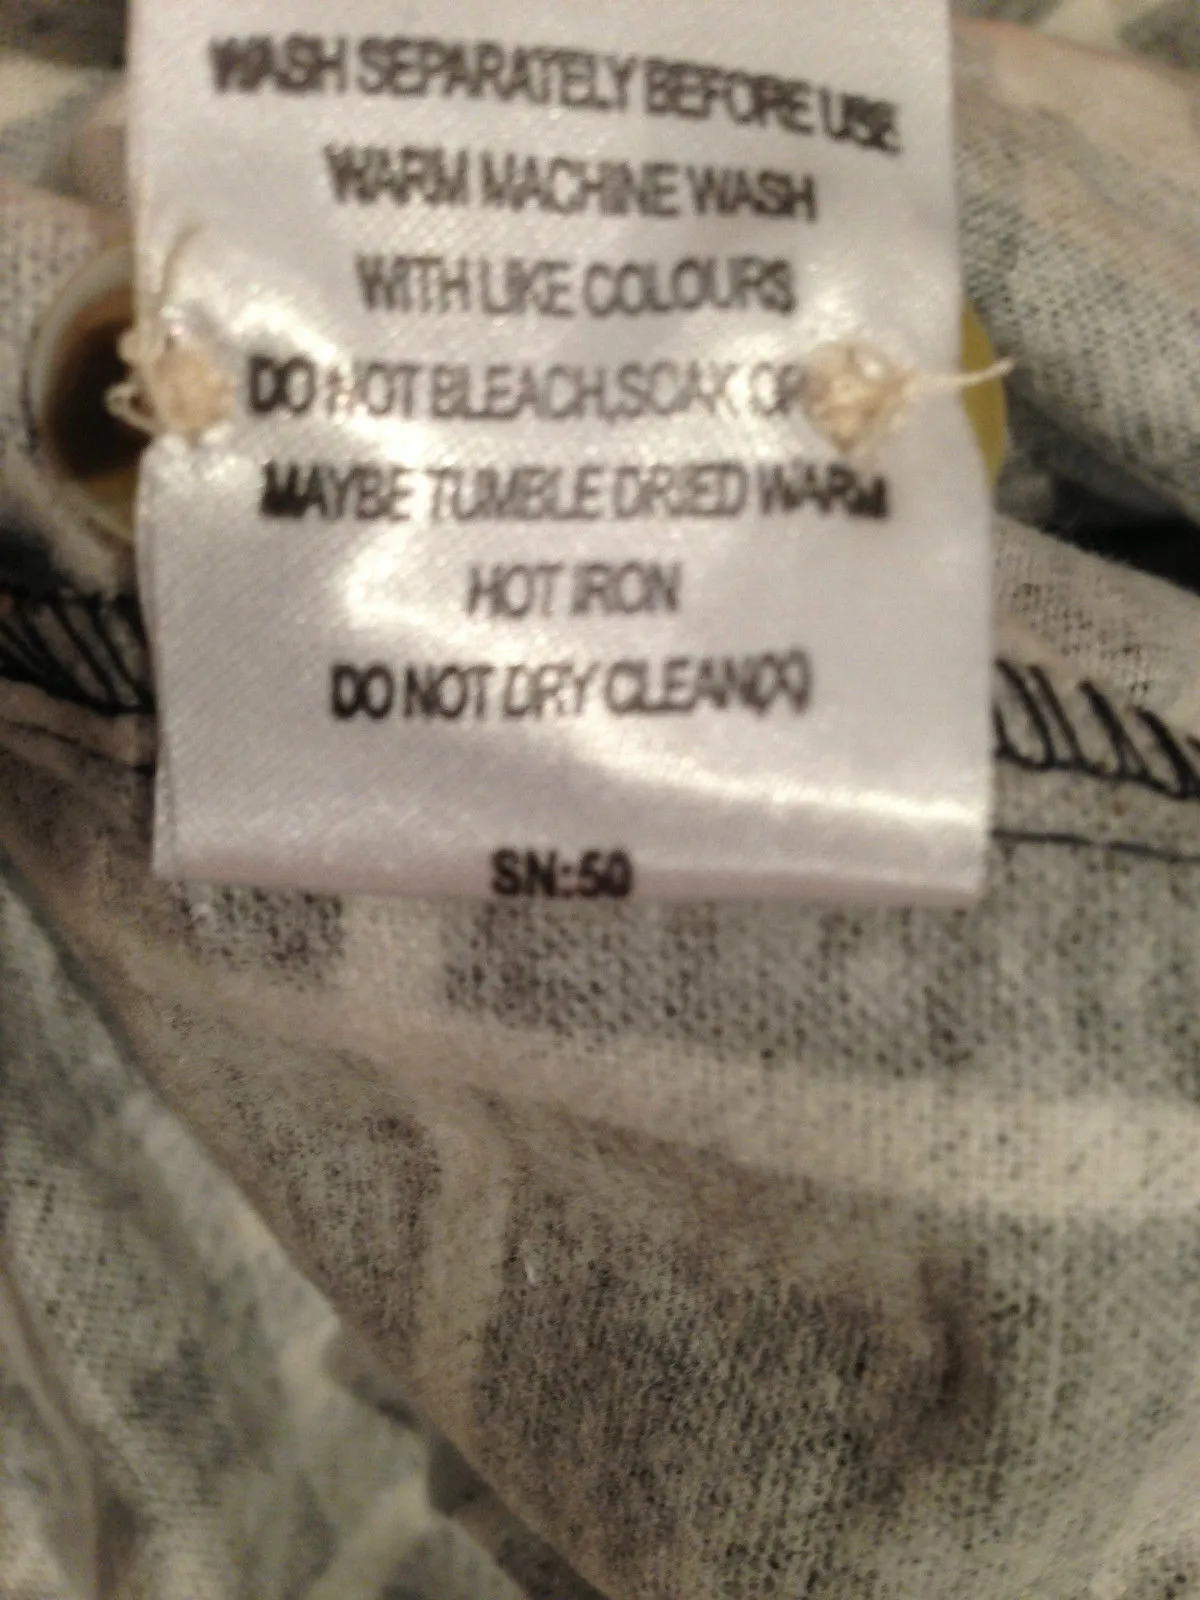 WASH SEPARATELY BEFORE USE
WARM MACHINE WASH
WITH LIKE COLOURS
DO NOT BLEACH,SOAK OR
MAYBE TUMBLE DRIED WARM
HOT IRON
DO NOT DRY CLEAN(X)
SN:50